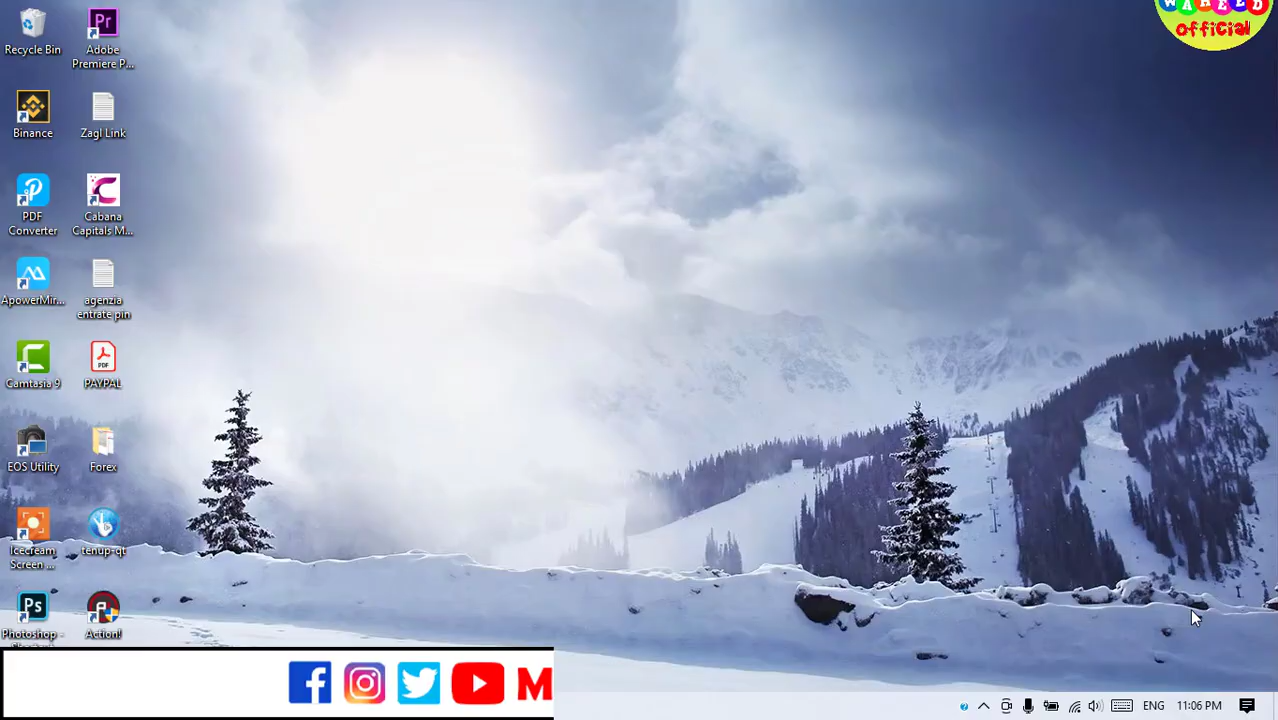 WAHEED
official
Recycle Bin
Adobe
Premiere P...
Binance
Zagl Link
PDF
Converter
Cabana
Capitals M...
ApowerMir...
agenzia
entrate pin
Camtasia 9
PAYPAL
EOS Utility
Forex
Icecream
Screen ...
tenup-qt
Photoshop -
Action!
M
ENG
11:06 PM